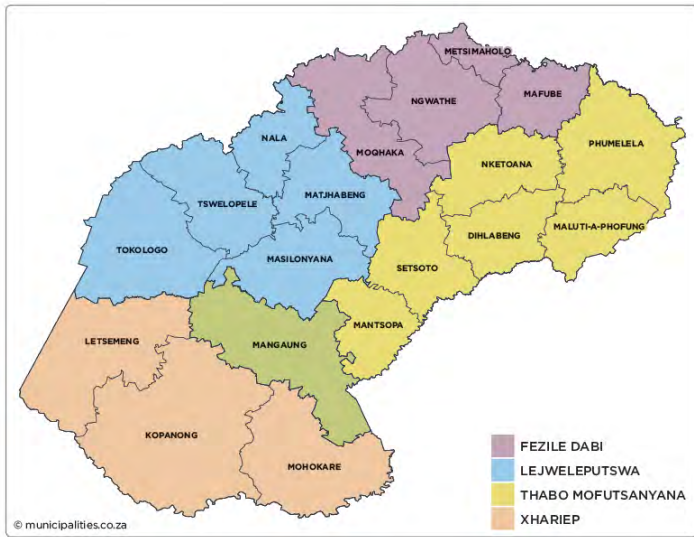 METSIMAHOLO
NGWATHE
MAFUBE
NALA
MOQHAKA
NKETOANA
PHUMELELA
MATJHABENG
TSWELOPELE
DIHLABENG
MALUTI-A-PHOFUNG
TOKOLOGO
MASILONYANA
SETSOTO
LETSEMENG
MANTSOPA
MANGAUNG
KOPANONG
MOHOKARE
FEZILE DABI
LEJWELEPUTSWA
THABO MOFUTSANYANA
XHARIEP
© municipalities.co.za